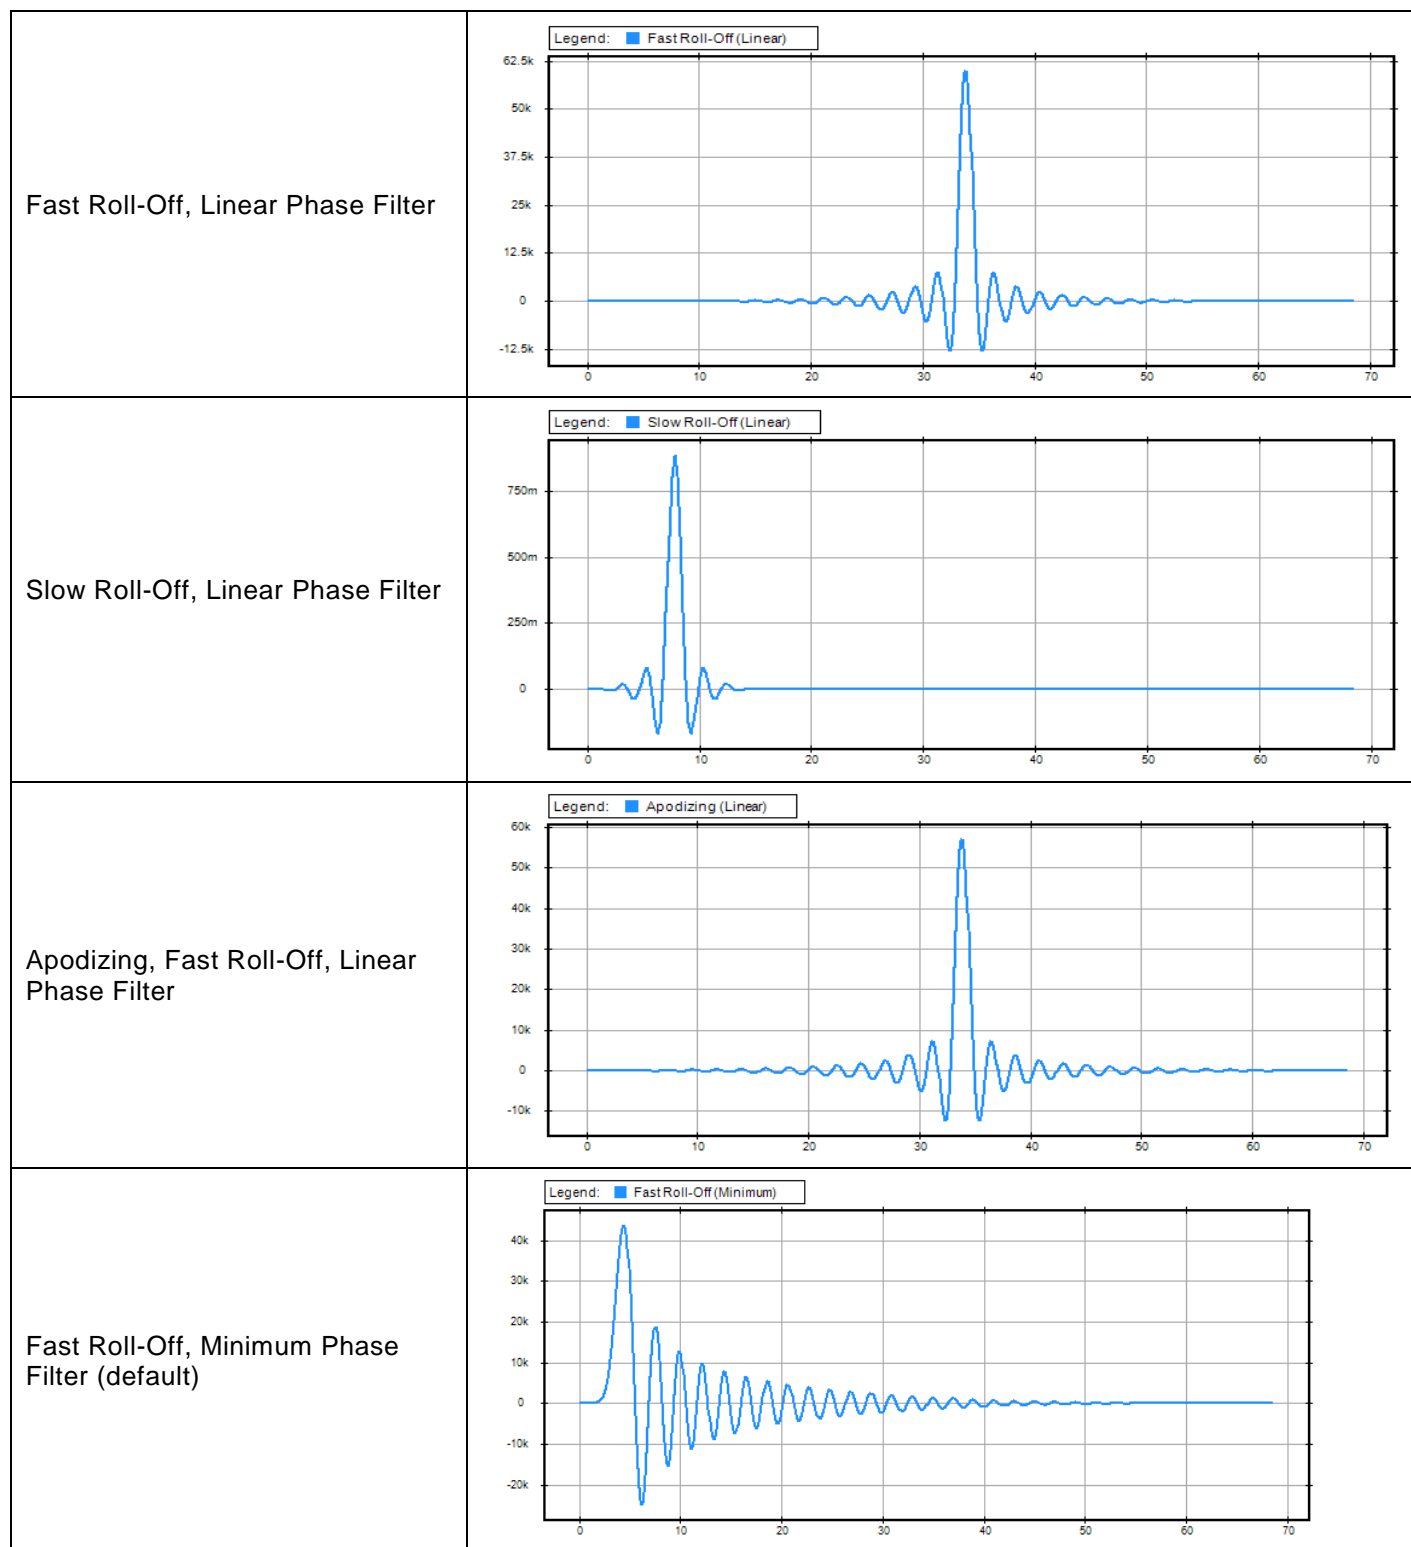 Fast Roll-Off, Linear Phase Filter
Legend: Fast Roll-Off (Linear)
62.5k
50k
37.5k
25k
12.5k
0
-12.5k
0 10 20 30 40 50 60 70
Slow Roll-Off, Linear Phase Filter
Legend: Slow Roll-Off (Linear)
750m
500m
250m
0
0 10 20 30 40 50 60 70
Apodizing, Fast Roll-Off, Linear
Phase Filter
Legend: Apodizing (Linear)
60k
50k
40k
30k
20k
10k
0
-10k
0 10 20 30 40 50 60 70
Fast Roll-Off, Minimum Phase
Filter (default)
Legend: Fast Roll-Off (Minimum)
40k
30k
20k
10k
0
-10k
-20k
0 10 20 30 40 50 60 70